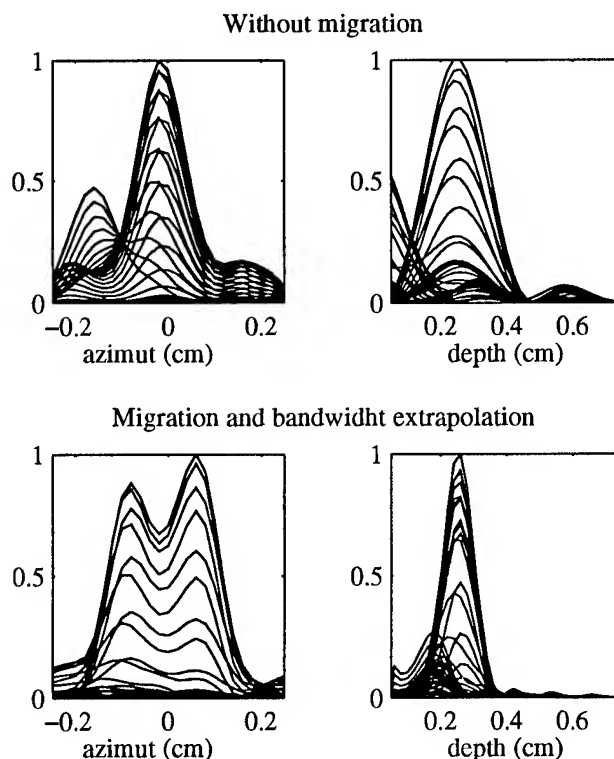 Without migration
1
0.5
0
−0.2 0 0.2
azimut (cm)
1
0.5
0
0.2 0.4 0.6
depth (cm)
Migration and bandwidht extrapolation
1
0.5
0
−0.2 0 0.2
azimut (cm)
1
0.5
0
0.2 0.4 0.6
depth (cm)